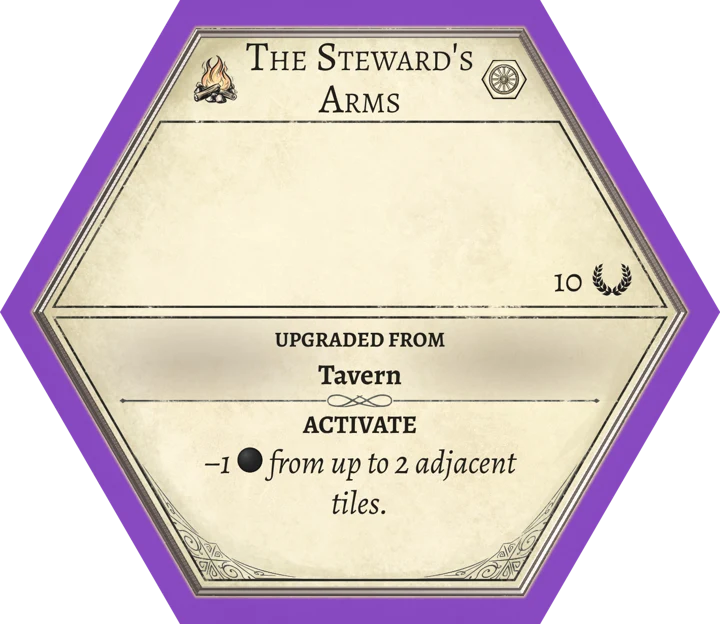 The Steward's
Arms
10
UPGRADED FROM
Tavern
ACTIVATE
–1 from up to 2 adjacent
tiles.